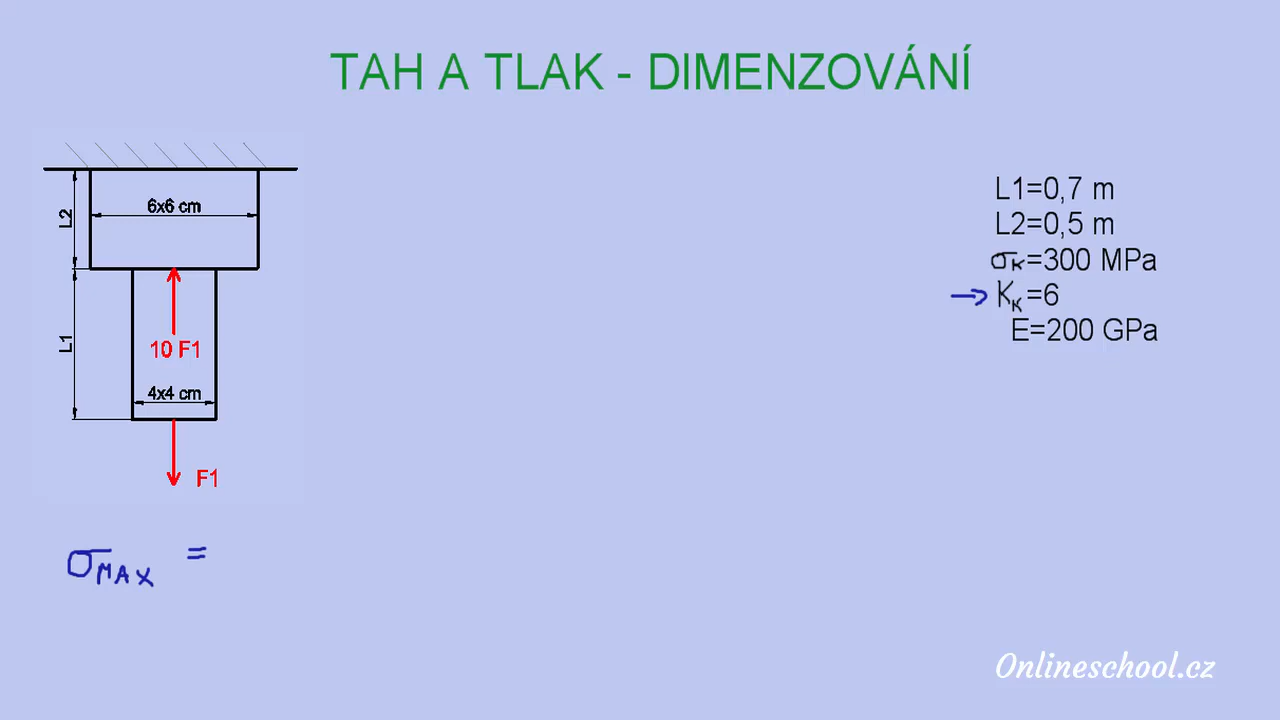 TAH A TLAK - DIMENZOVÁNÍ
L2
6x6 cm
L1
10 F1
4x4 cm
F1
L1=0,7 m
L2=0,5 m
σK=300 MPa
→ KK=6
E=200 GPa
σMAX =
Onlineschool.cz